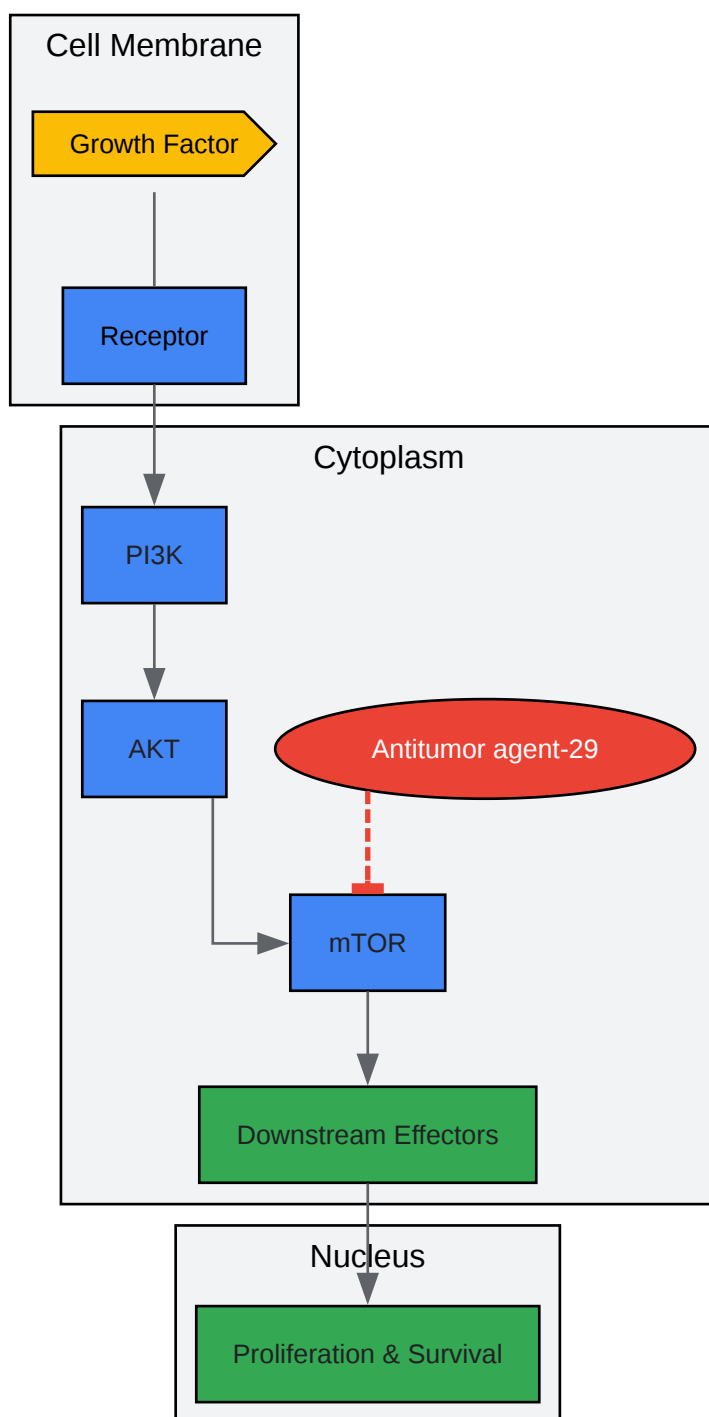 Cell Membrane
Growth Factor
Receptor
Cytoplasm
PI3K
AKT
Antitumor agent-29
mTOR
Downstream Effectors
Nucleus
Proliferation & Survival